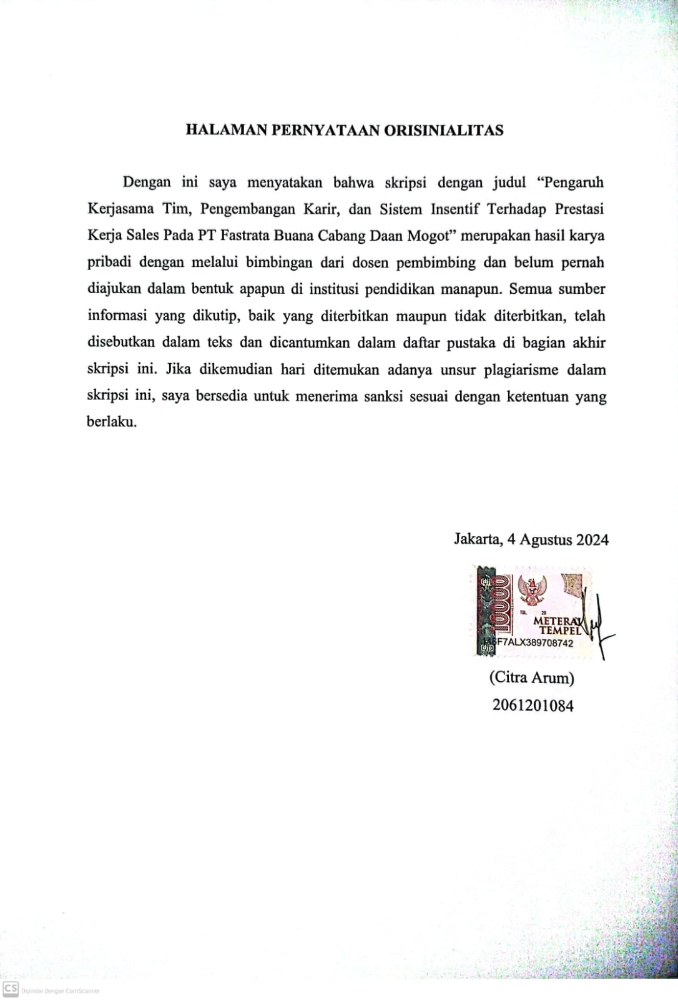 HALAMAN PERNYATAAN ORISINIALITAS
Dengan ini saya menyatakan bahwa skripsi dengan judul “Pengaruh
Kerjasama Tim, Pengembangan Karir, dan Sistem Insentif Terhadap Prestasi
Kerja Sales Pada PT Fastrata Buana Cabang Daan Mogot” merupakan hasil karya
pribadi dengan melalui bimbingan dari dosen pembimbing dan belum pernah
diajukan dalam bentuk apapun di institusi pendidikan manapun. Semua sumber
informasi yang dikutip, baik yang diterbitkan maupun tidak diterbitkan, telah
disebutkan dalam teks dan dicantumkan dalam daftar pustaka di bagian akhir
skripsi ini. Jika dikemudian hari ditemukan adanya unsur plagiarisme dalam
skripsi ini, saya bersedia untuk menerima sanksi sesuai dengan ketentuan yang
berlaku.
Jakarta, 4 Agustus 2024
10000
TGL. 20
METERAI
TEMPEL
F7ALX389708742
(Citra Arum)
2061201084
CS Dipindai dengan CamScanner